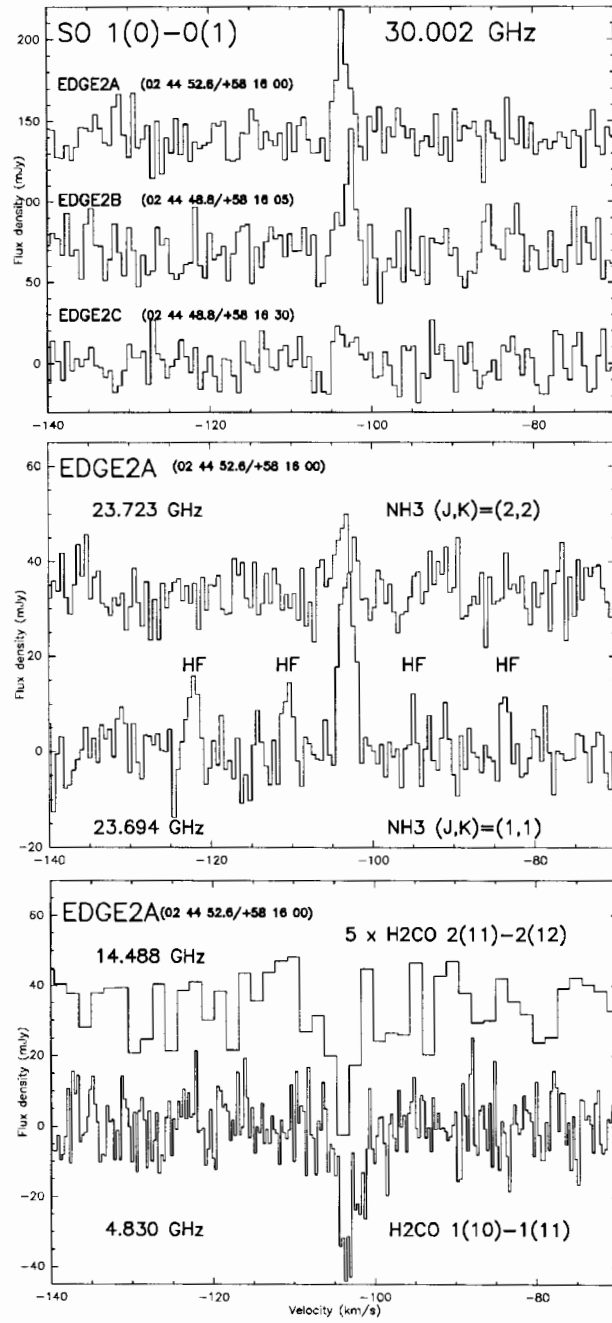 SO 1(0)-0(1) 30.002 GHz
200
EDGE2A (02 44 52.6/+58 16 00)
150
EDGE2B (02 44 48.8/+58 16 05)
100
50
EDGE2C (02 44 48.8/+58 16 30)
0
Flux density (mJy)
-140 -120 -100 -80
60
EDGE2A (02 44 52.6/+58 16 00)
23.723 GHz NH3 (J,K)=(2,2)
40
20
HF HF HF HF
0
23.694 GHz NH3 (J,K)=(1,1)
-20
Flux density (mJy)
-140 -120 -100 -80
60
EDGE2A (02 44 52.6/+58 16 00)
5 x H2CO 2(11)-2(12)
14.488 GHz
40
20
0
-20
4.830 GHz H2CO 1(10)-1(11)
-40
Flux density (mJy)
-140 -120 -100 -80
Velocity (km/s)